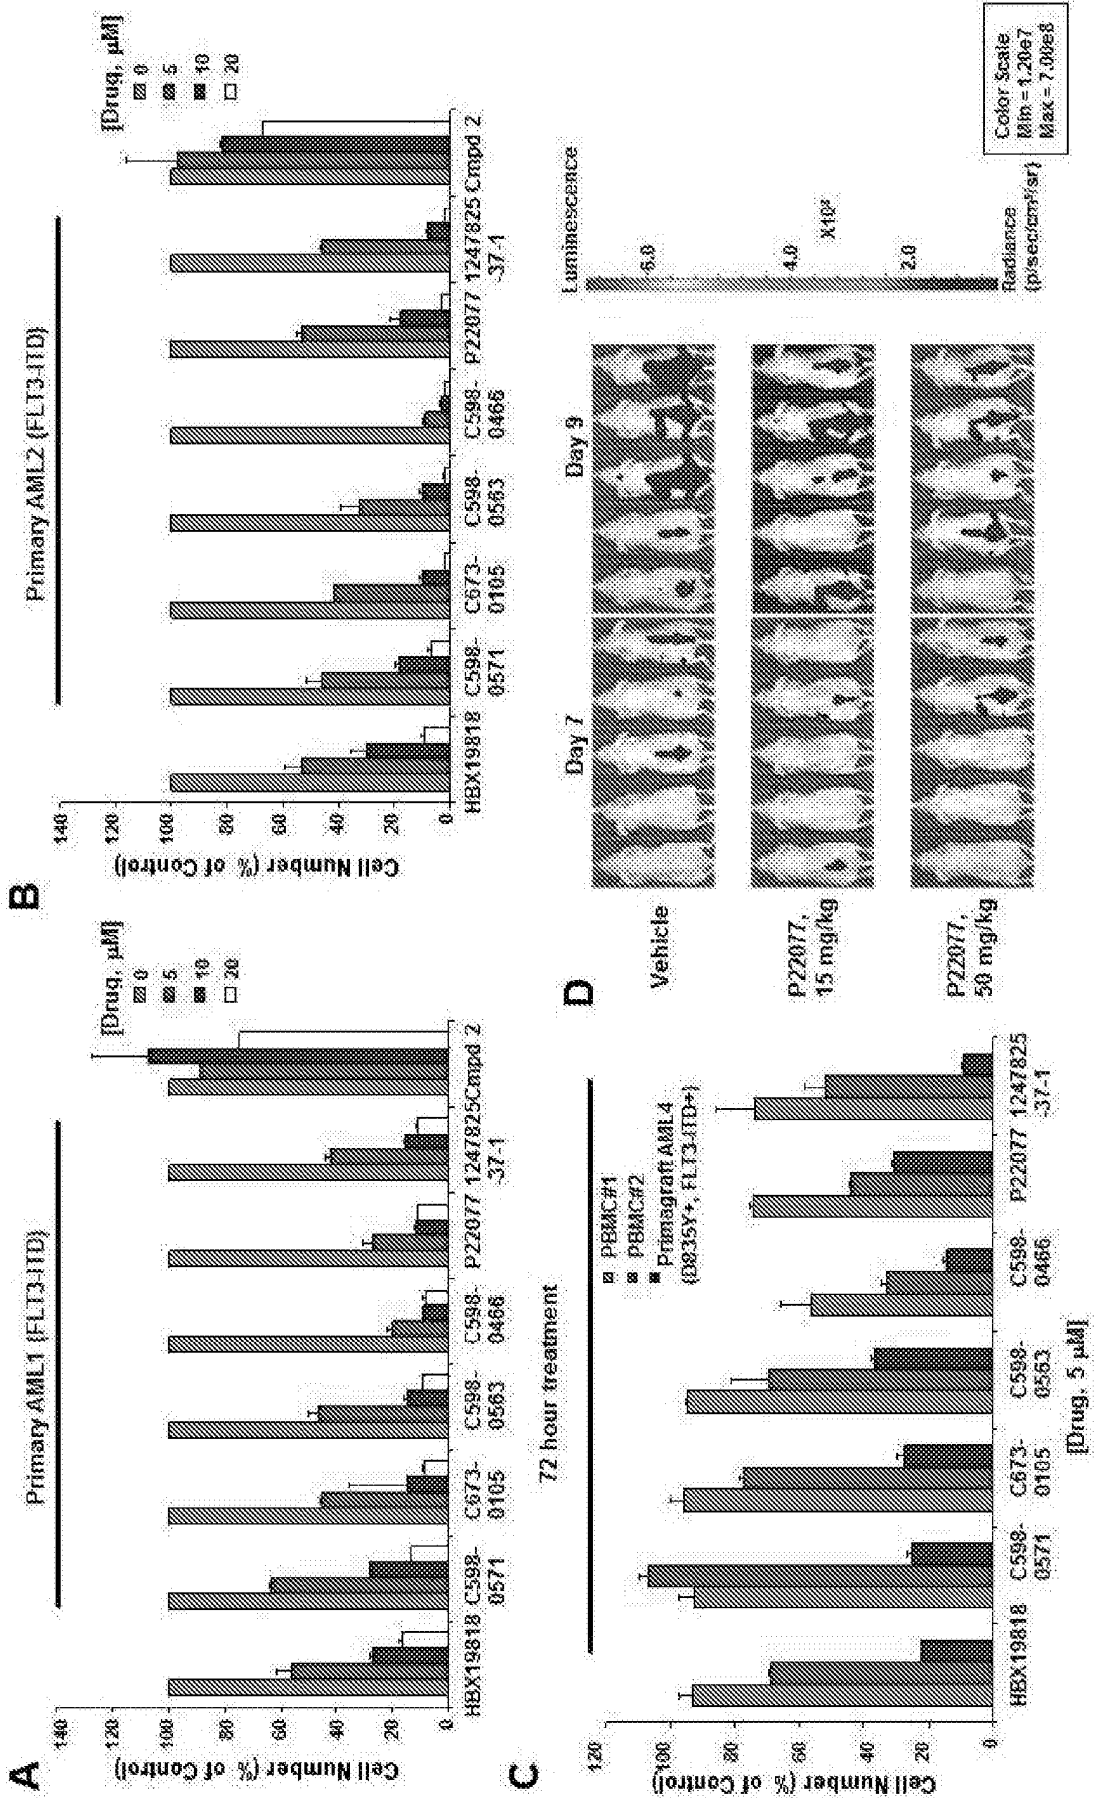 A
Primary AML1 (FLT3-ITD)
[Drug, µM]
0
5
10
20
Cell Number (% of Control)
140
120
100
80
60
40
20
0
HBX19818
C598-
0571
C673-
0105
C598-
0563
C598-
0466
P22077
1247825
-37-1
Cmpd 2
B
Primary AML2 (FLT3-ITD)
[Drug, µM]
0
5
10
20
Cell Number (% of Control)
140
120
100
80
60
40
20
0
HBX19818
C598-
0571
C673-
0105
C598-
0563
C598-
0466
P22077
1247825
-37-1
Cmpd 2
C
72 hour treatment
PBMC#1
PBMC#2
Primagraft AML4
(D835Y+, FLT3-ITD+)
Cell Number (% of Control)
120
100
80
60
40
20
0
HBX19818
C598-
0571
C673-
0105
C598-
0563
C598-
0466
P22077
1247825
-37-1
[Drug, 5 µM]
D
Day 7
Day 9
Vehicle
P22077,
15 mg/kg
P22077,
50 mg/kg
Luminescence
6.0
4.0
2.0
Radiance
(p/sec/cm²/sr)
Color Scale
Min = 1.20e7
Max = 7.00e8